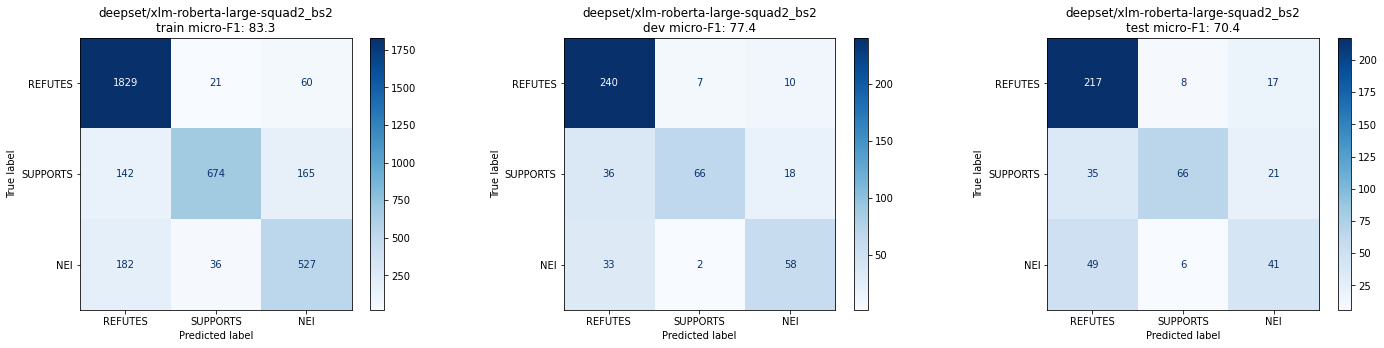 deepset/xlm-roberta-large-squad2_bs2
train micro-F1: 83.3
REFUTES 1829 21 60
SUPPORTS 142 674 165
NEI 182 36 527
REFUTES SUPPORTS NEI
Predicted label
True label
1750
1500
1250
1000
750
500
250
deepset/xlm-roberta-large-squad2_bs2
dev micro-F1: 77.4
REFUTES 240 7 10
SUPPORTS 36 66 18
NEI 33 2 58
REFUTES SUPPORTS NEI
Predicted label
True label
200
150
100
50
deepset/xlm-roberta-large-squad2_bs2
test micro-F1: 70.4
REFUTES 217 8 17
SUPPORTS 35 66 21
NEI 49 6 41
REFUTES SUPPORTS NEI
Predicted label
True label
200
175
150
125
100
75
50
25